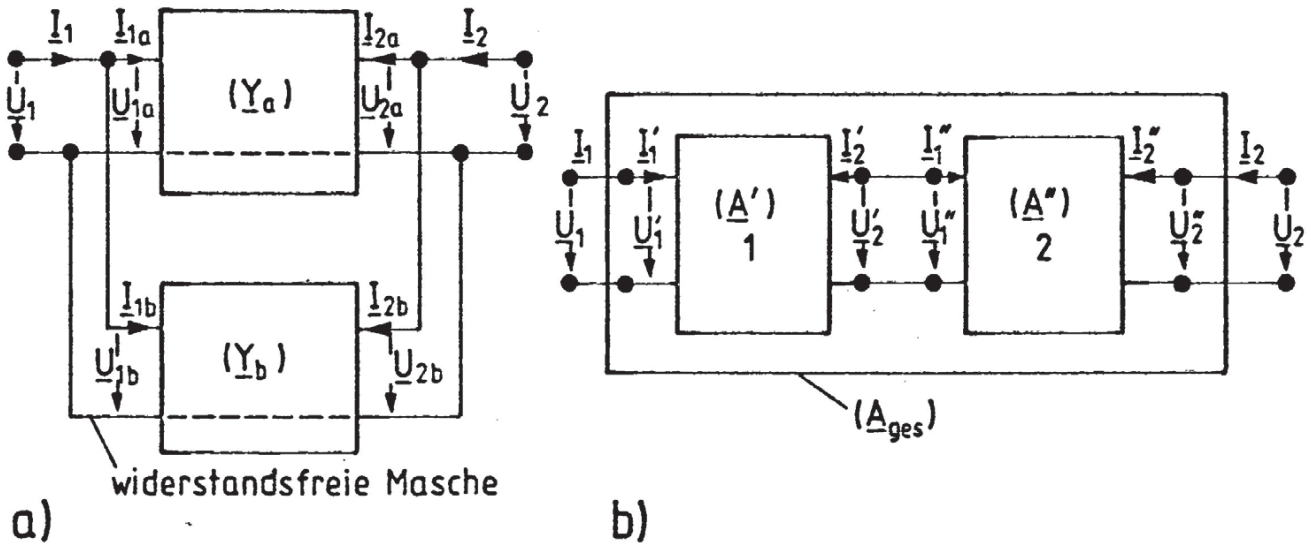 I₁ I₁ₐ I₂ₐ I₂
U₁ U₁ₐ (Yₐ) U₂ₐ U₂
I₁b I₂b
U₁b (Yb) U₂b
widerstandsfreie Masche
a)
I₁ I₁′ I₂′ I₁″ I₂″ I₂
(A′) (A″)
U₁ U₁′ 1 U₂′ U₁″ 2 U₂″ U₂
(Ages)
b)